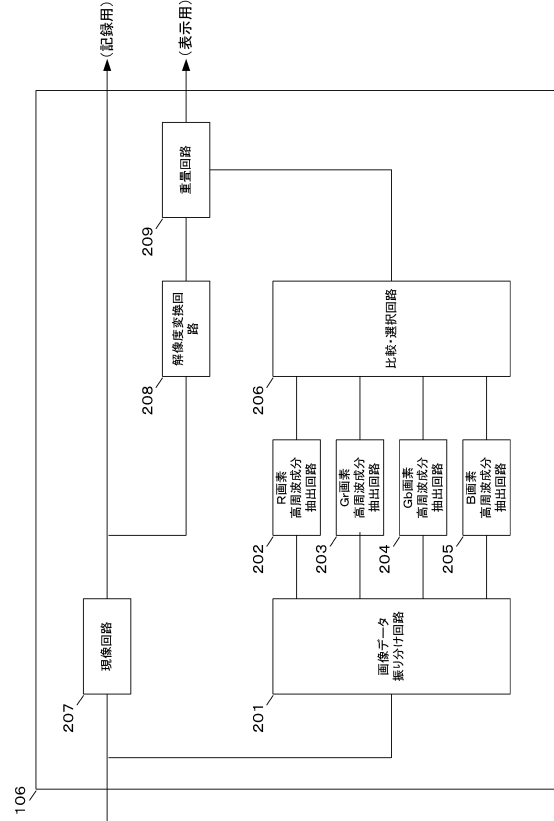 106
207
現像回路
(記録用)
208
解像度変換回
路
209
重畳回路
(表示用)
201
画像データ
振り分け回路
202
R画素
高周波成分
抽出回路
203
Gr画素
高周波成分
抽出回路
204
Gb画素
高周波成分
抽出回路
205
B画素
高周波成分
抽出回路
206
比較・選択回路